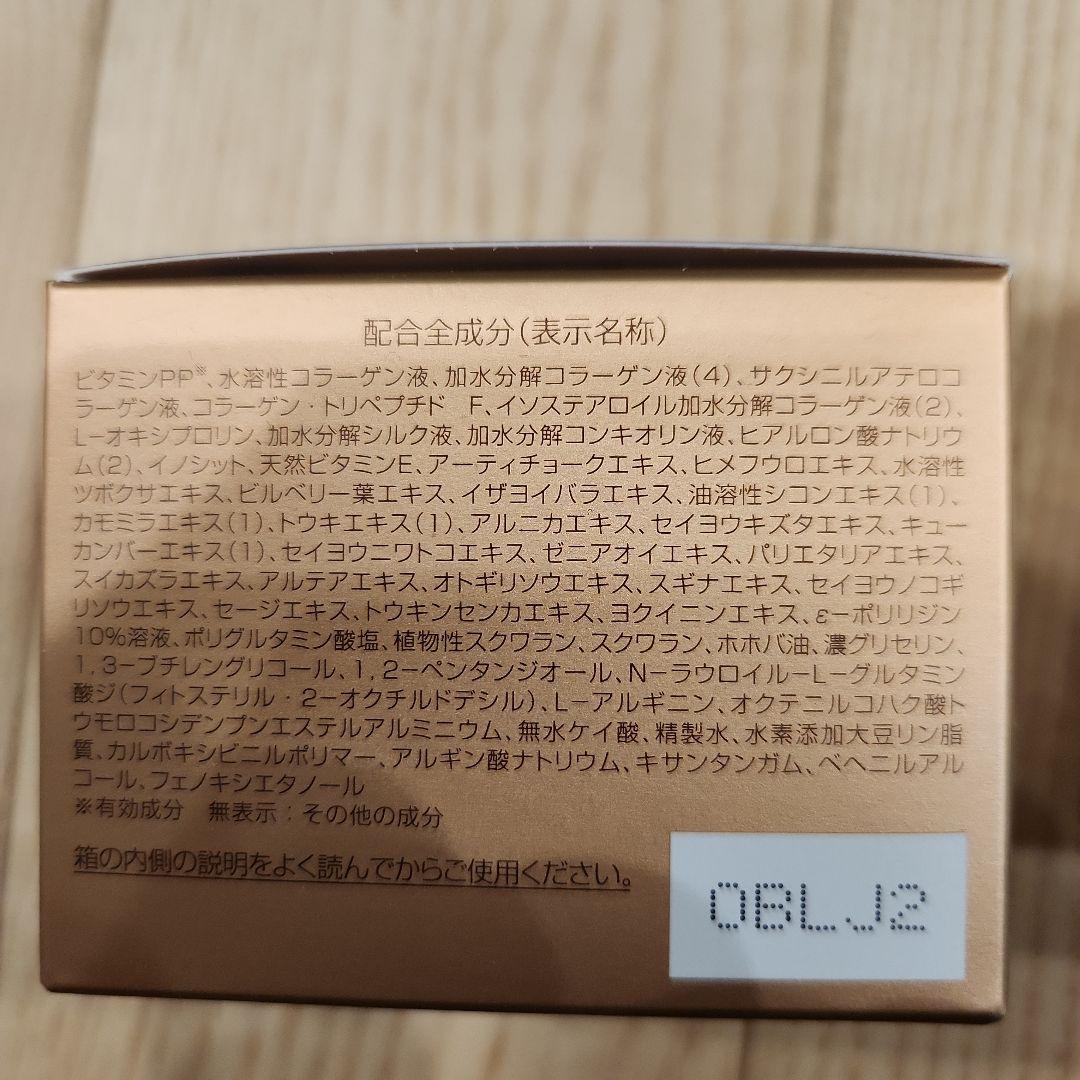 配合全成分(表示名称)
ビタミンPP※、水溶性コラーゲン液、加水分解コラーゲン液(4)、サクシニルアテロコ
ラーゲン液、コラーゲン・トリペプチド F、イソステアロイル加水分解コラーゲン液(2)、
L-オキシプロリン、加水分解シルク液、加水分解コンキオリン液、ヒアルロン酸ナトリウ
ム(2)、イノシット、天然ビタミンE、アーティチョークエキス、ヒメフウロエキス、水溶性
ツボクサエキス、ビルベリー葉エキス、イザヨイバラエキス、油溶性シコンエキス(1)、
カモミラエキス(1)、トウキエキス(1)、アルニカエキス、セイヨウキズタエキス、キュー
カンバーエキス(1)、セイヨウニワトコエキス、ゼニアオイエキス、パリエタリアエキス、
スイカズラエキス、アルテアエキス、オトギリソウエキス、スギナエキス、セイヨウノコギ
リソウエキス、セージエキス、トウキンセンカエキス、ヨクイニンエキス、ε-ポリリジン
10%溶液、ポリグルタミン酸塩、植物性スクワラン、スクワラン、ホホバ油、濃グリセリン、
1,3-ブチレングリコール、1,2-ペンタンジオール、N-ラウロイル-L-グルタミン
酸ジ(フィトステリル・2-オクチルドデシル)、L-アルギニン、オクテニルコハク酸ト
ウモロコシデンプンエステルアルミニウム、無水ケイ酸、精製水、水素添加大豆リン脂
質、カルボキシビニルポリマー、アルギン酸ナトリウム、キサンタンガム、ベヘニルアル
コール、フェノキシエタノール
※有効成分 無表示:その他の成分
箱の内側の説明をよく読んでからご使用ください。
OBLJ2